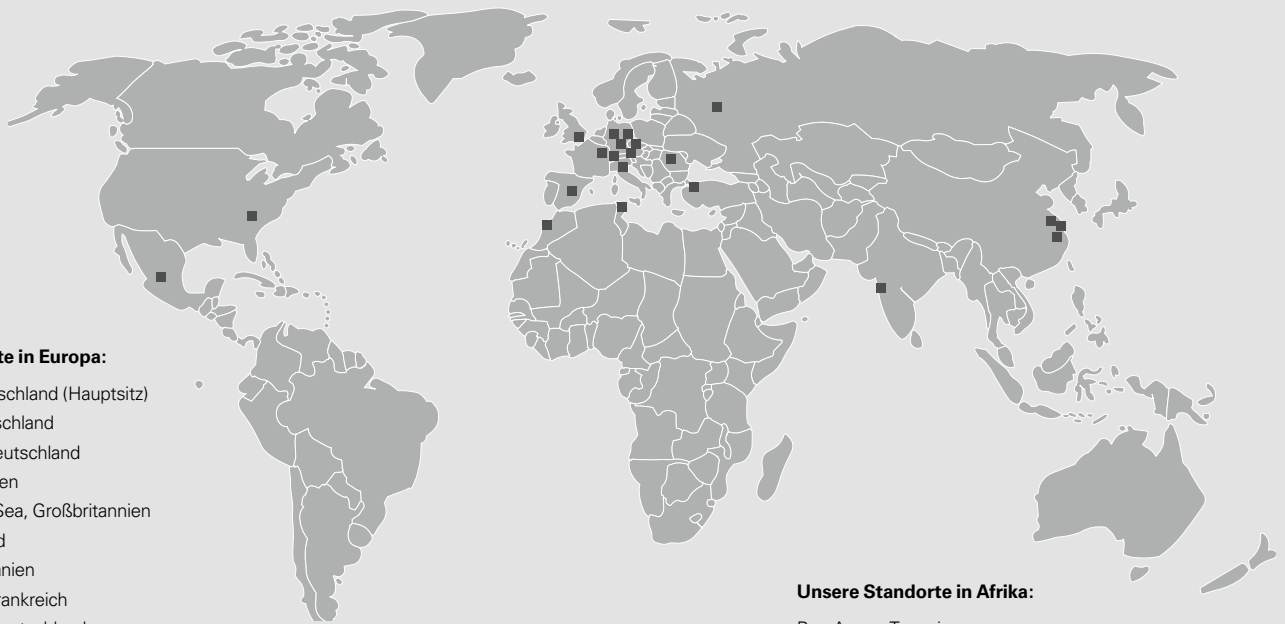 te in Europa:
schland (Hauptsitz)
schland
eutschland
en
Sea, Großbritannien
d
nien
rankreich
Unsere Standorte in Afrika: